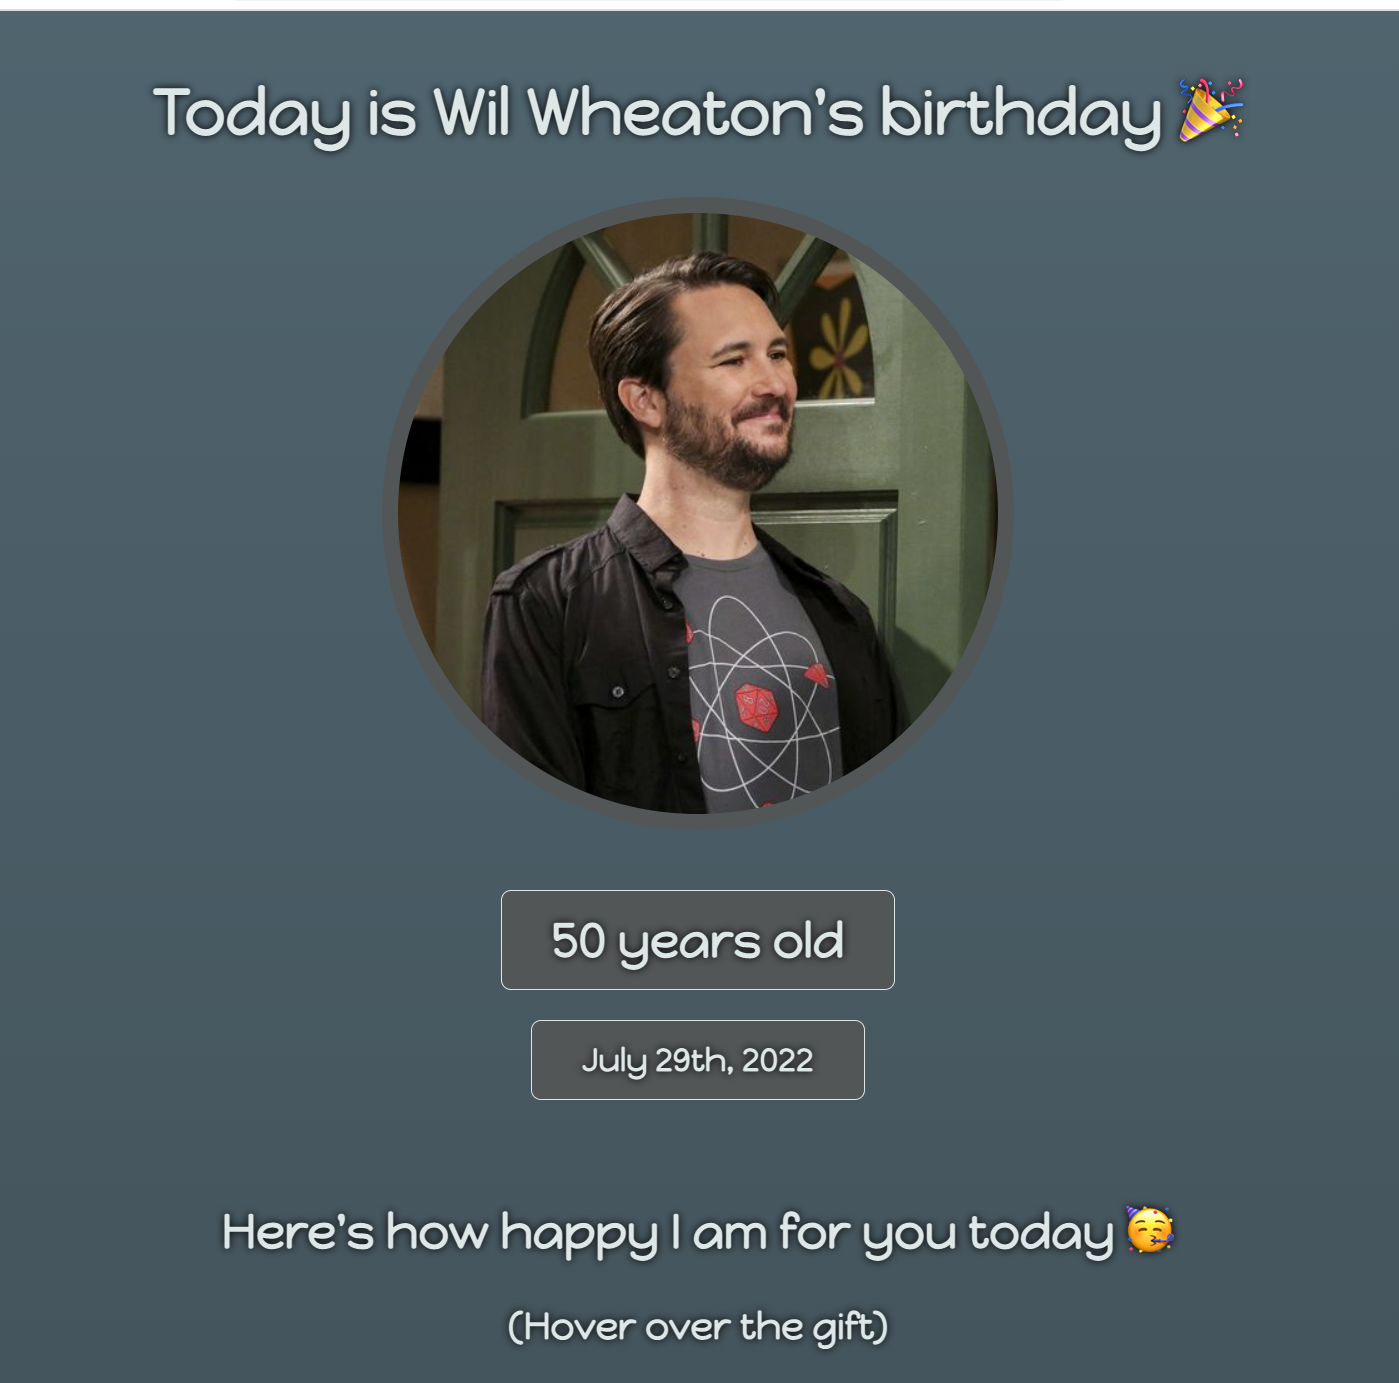 Today is Wil Wheaton's birthday 🎉
50 years old
July 29th, 2022
Here's how happy I am for you today 🥳
(Hover over the gift)